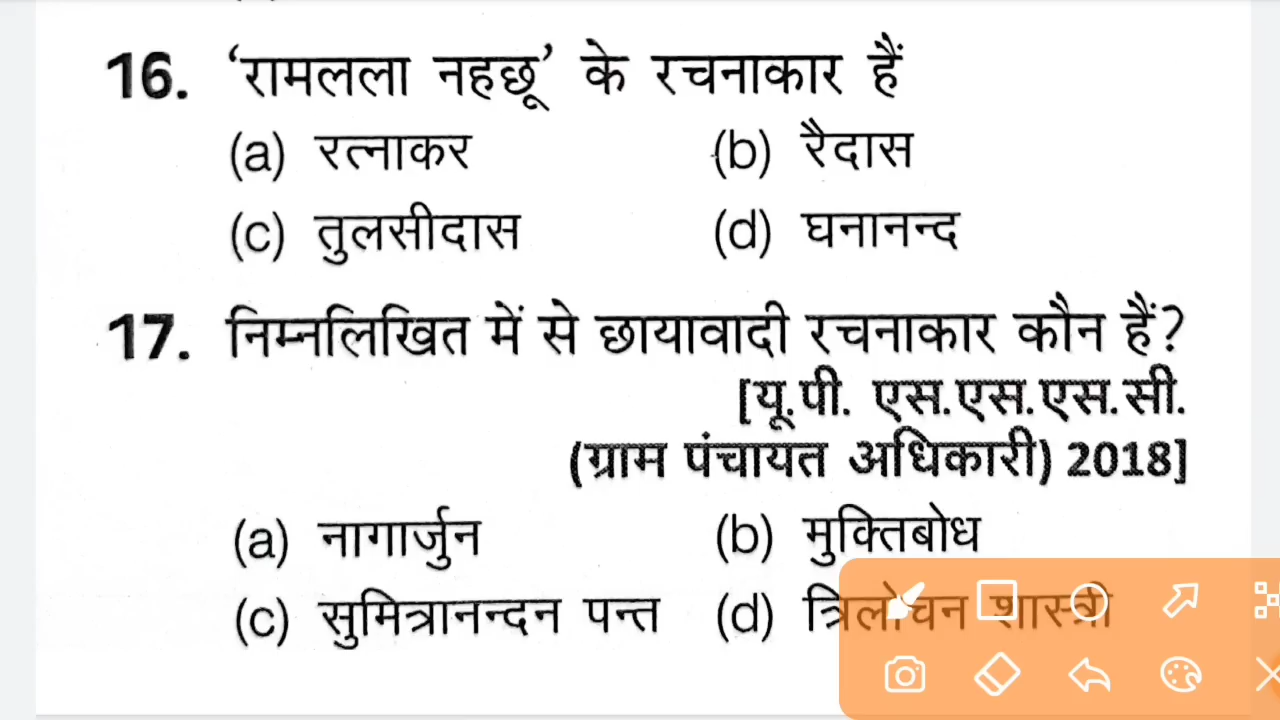 16. ‘रामलला नहछू’ के रचनाकार हैं
(a) रत्नाकर (b) रैदास
(c) तुलसीदास (d) घनानन्द
17. निम्नलिखित में से छायावादी रचनाकार कौन हैं?
[यू.पी. एस.एस.एस.सी.
(ग्राम पंचायत अधिकारी) 2018]
(a) नागार्जुन (b) मुक्तिबोध
(c) सुमित्रानन्दन पन्त (d) त्रिलोचन शास्त्री